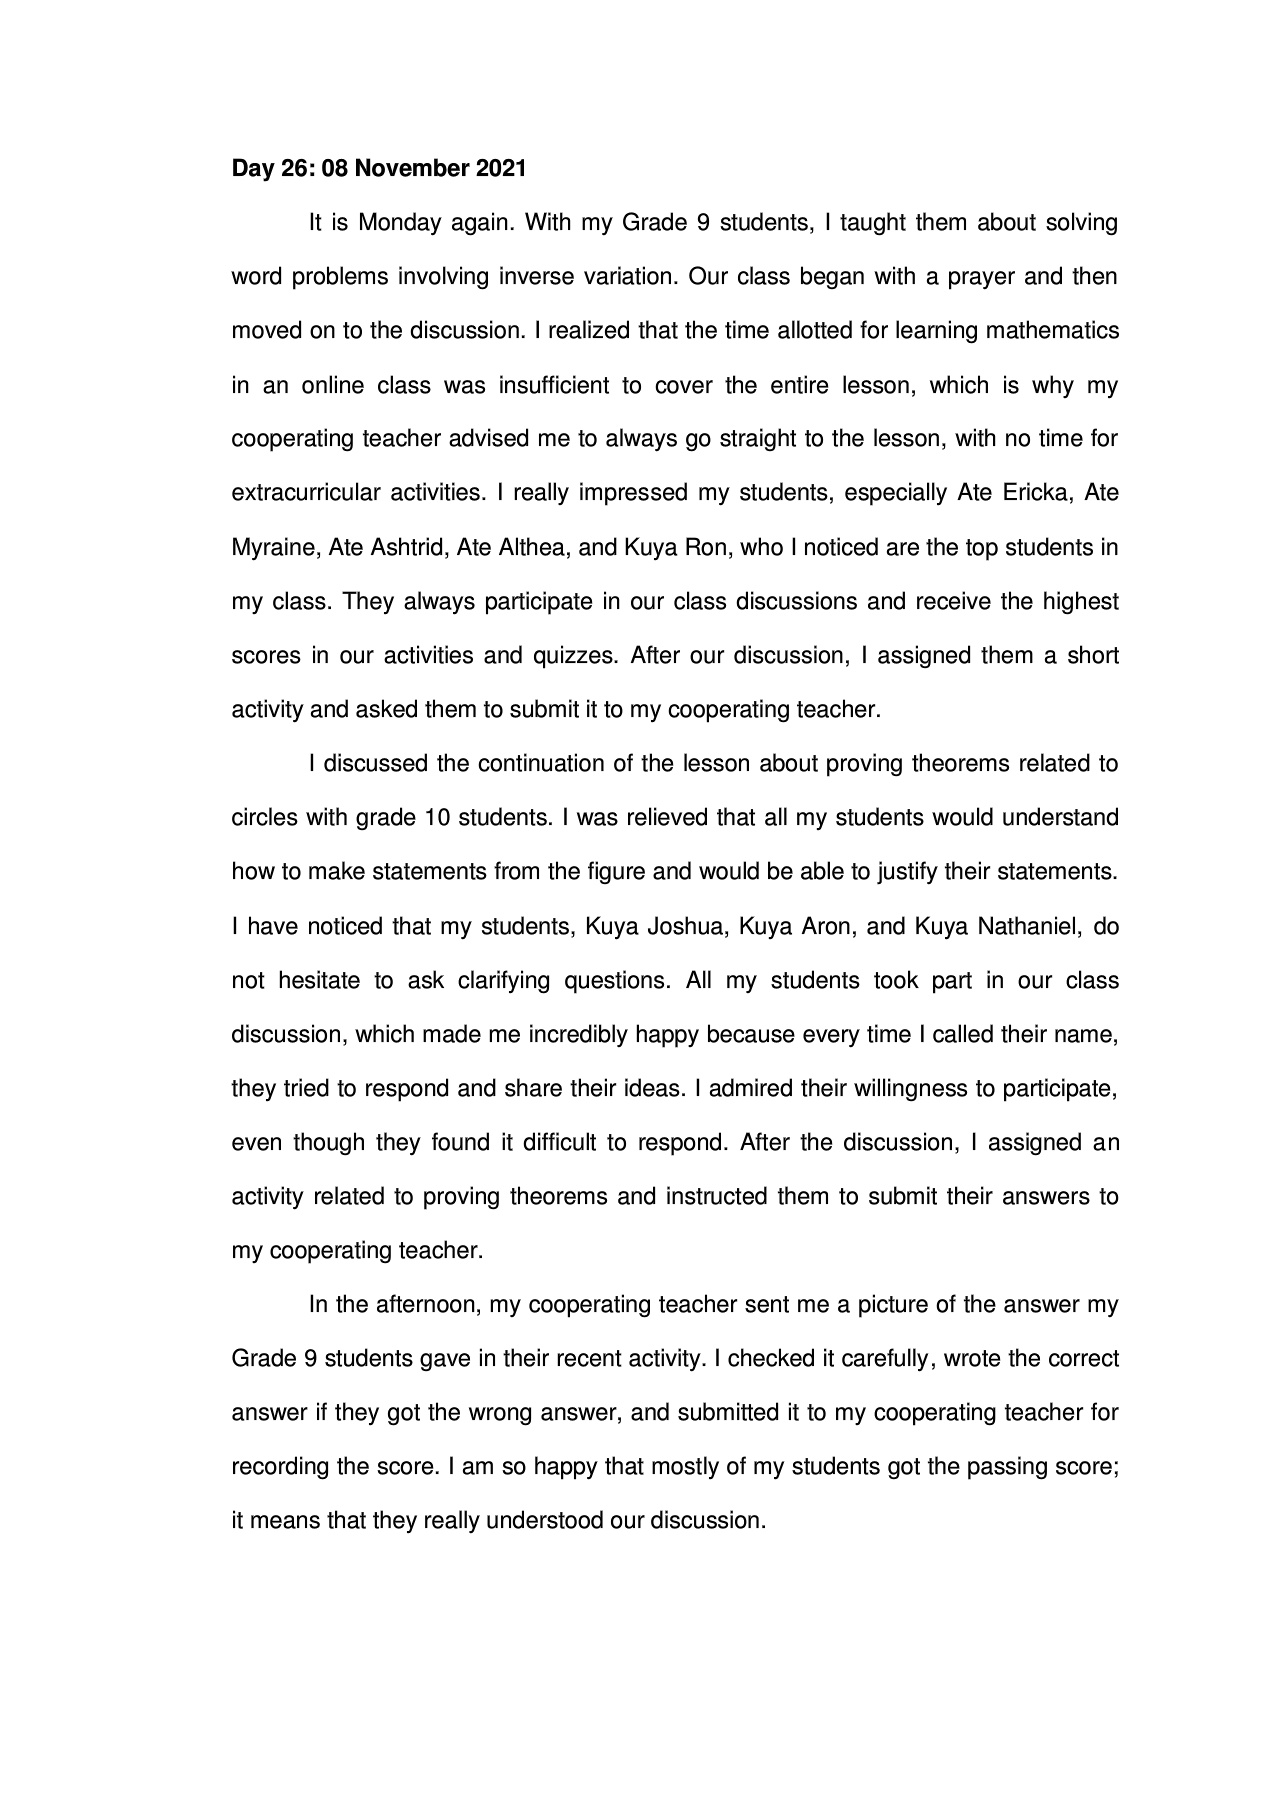 Day 26: 08 November 2021
It is Monday again. With my Grade 9 students, I taught them about solving
word problems involving inverse variation. Our class began with a prayer and then
moved on to the discussion. I realized that the time allotted for learning mathematics
in an online class was insufficient to cover the entire lesson, which is why my
cooperating teacher advised me to always go straight to the lesson, with no time for
extracurricular activities. I really impressed my students, especially Ate Ericka, Ate
Myraine, Ate Ashtrid, Ate Althea, and Kuya Ron, who I noticed are the top students in
my class. They always participate in our class discussions and receive the highest
scores in our activities and quizzes. After our discussion, I assigned them a short
activity and asked them to submit it to my cooperating teacher.
I discussed the continuation of the lesson about proving theorems related to
circles with grade 10 students. I was relieved that all my students would understand
how to make statements from the figure and would be able to justify their statements.
I have noticed that my students, Kuya Joshua, Kuya Aron, and Kuya Nathaniel, do
not hesitate to ask clarifying questions. All my students took part in our class
discussion, which made me incredibly happy because every time I called their name,
they tried to respond and share their ideas. I admired their willingness to participate,
even though they found it difficult to respond. After the discussion, I assigned an
activity related to proving theorems and instructed them to submit their answers to
my cooperating teacher.
In the afternoon, my cooperating teacher sent me a picture of the answer my
Grade 9 students gave in their recent activity. I checked it carefully, wrote the correct
answer if they got the wrong answer, and submitted it to my cooperating teacher for
recording the score. I am so happy that mostly of my students got the passing score;
it means that they really understood our discussion.